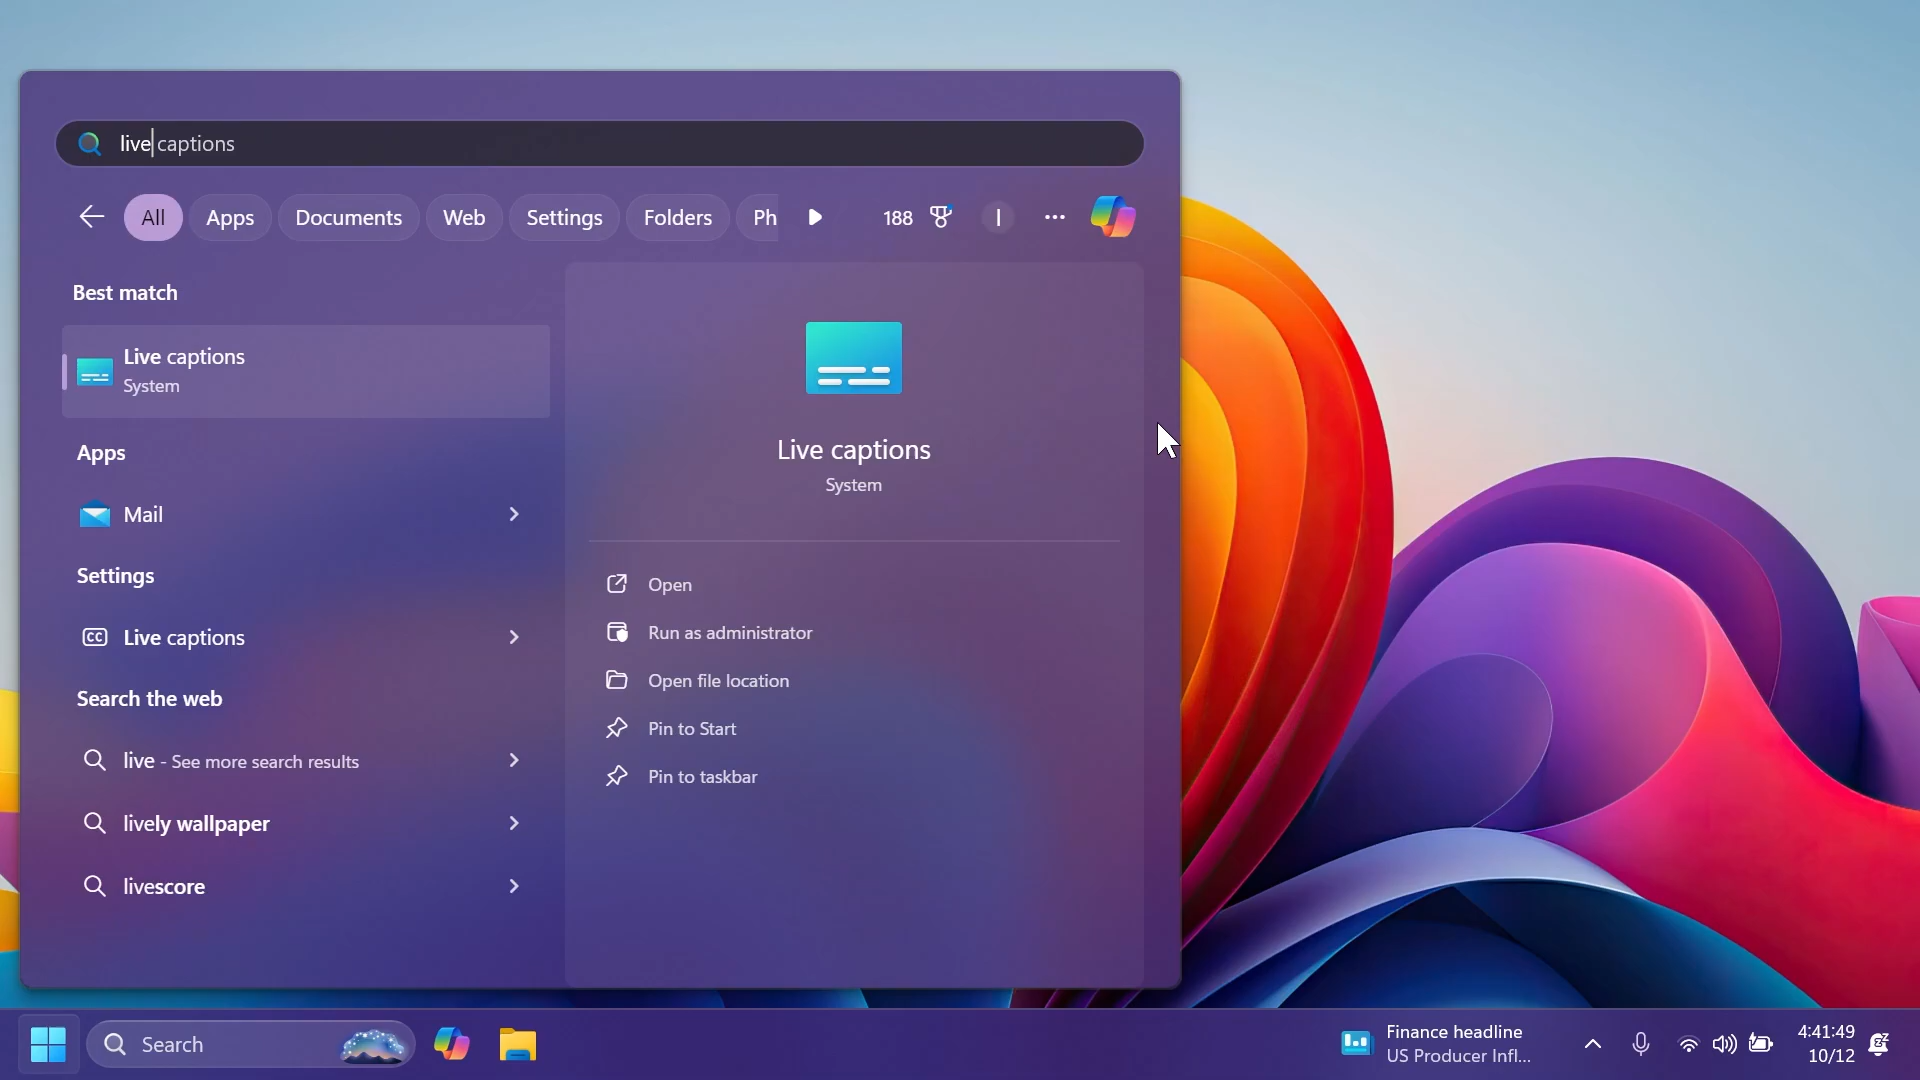 live captions
All Apps Documents Web Settings Folders Ph 188 I ...
Best match
Live captions
System
Apps
Mail
Settings
CC Live captions
Search the web
live - See more search results
lively wallpaper
livescore
Live captions
System
Open
Run as administrator
Open file location
Pin to Start
Pin to taskbar
Search
Finance headline
US Producer Infl...
4:41:49
10/12